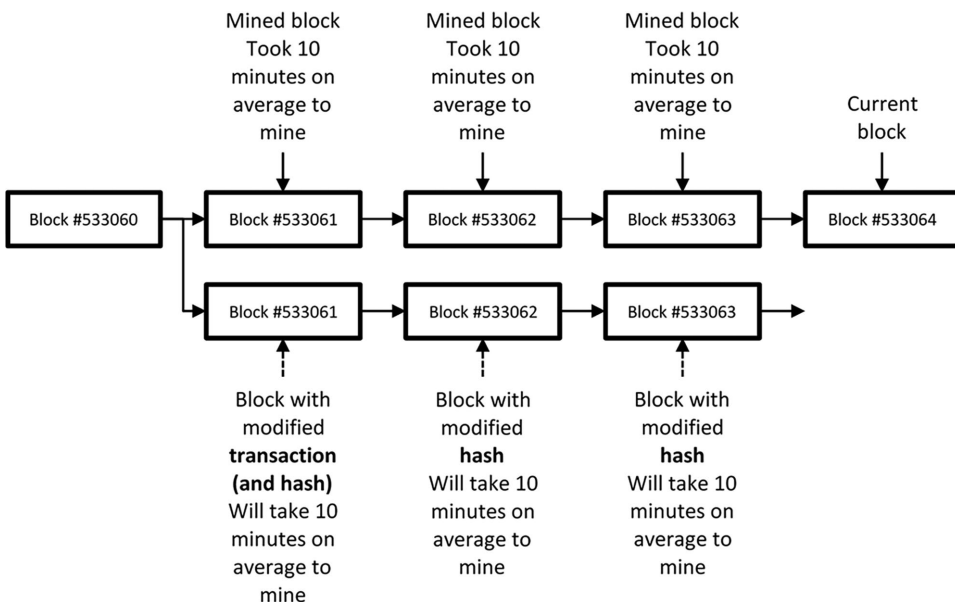 Mined block
Took 10
minutes on
average to
mine
Mined block
Took 10
minutes on
average to
mine
Mined block
Took 10
minutes on
average to
mine
Current
block
Block #533060
Block #533061
Block #533062
Block #533063
Block #533064
Block #533061
Block #533062
Block #533063
Block with
modified
transaction
(and hash)
Will take 10
minutes on
average to
mine
Block with
modified
hash
Will take 10
minutes on
average to
mine
Block with
modified
hash
Will take 10
minutes on
average to
mine